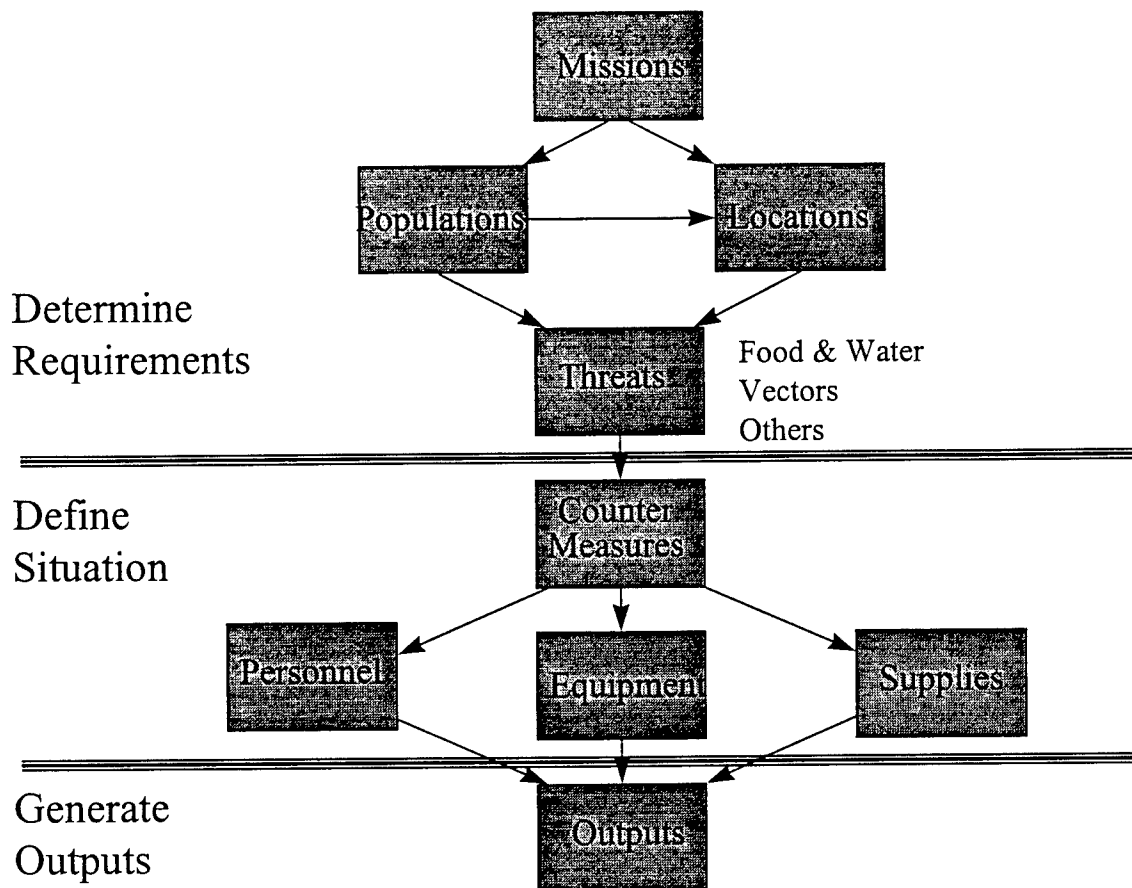 Missions
Populations
Locations
Determine
Requirements
Threats
Food & Water
Vectors
Others
Define
Situation
Counter
Measures
Personnel
Equipment
Supplies
Generate
Outputs
Outputs